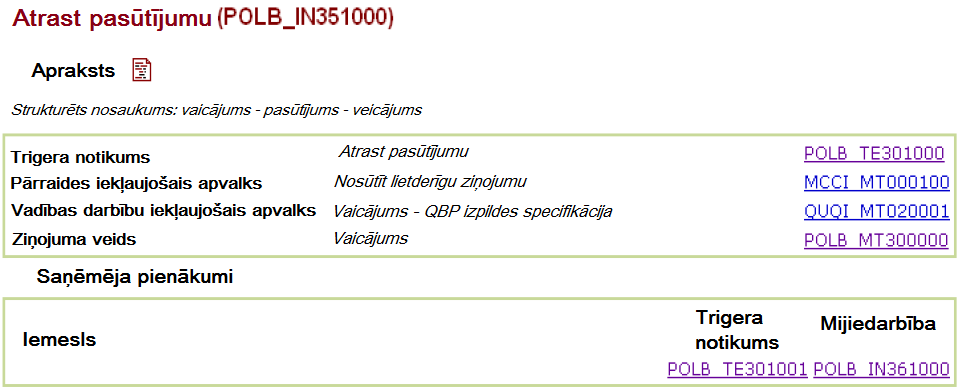 Atrast pasūtījumu (POLB_IN351000)
Apraksts
Strukturēts nosaukums: vaicājums - pasūtījums - veicājums
Trigera notikums Atrast pasūtījumu POLB_TE301000
Pārraides iekļaujošais apvalks Nosūtīt lietderīgu ziņojumu MCCI_MT000100
Vadības darbību iekļaujošais apvalks Vaicājums - QBP izpildes specifikācija QUQI_MT020001
Ziņojuma veids Vaicājums POLB_MT300000
Saņēmēja pienākumi
Iemesls Trigera notikums Mijiedarbība
POLB_TE301001 POLB_IN361000